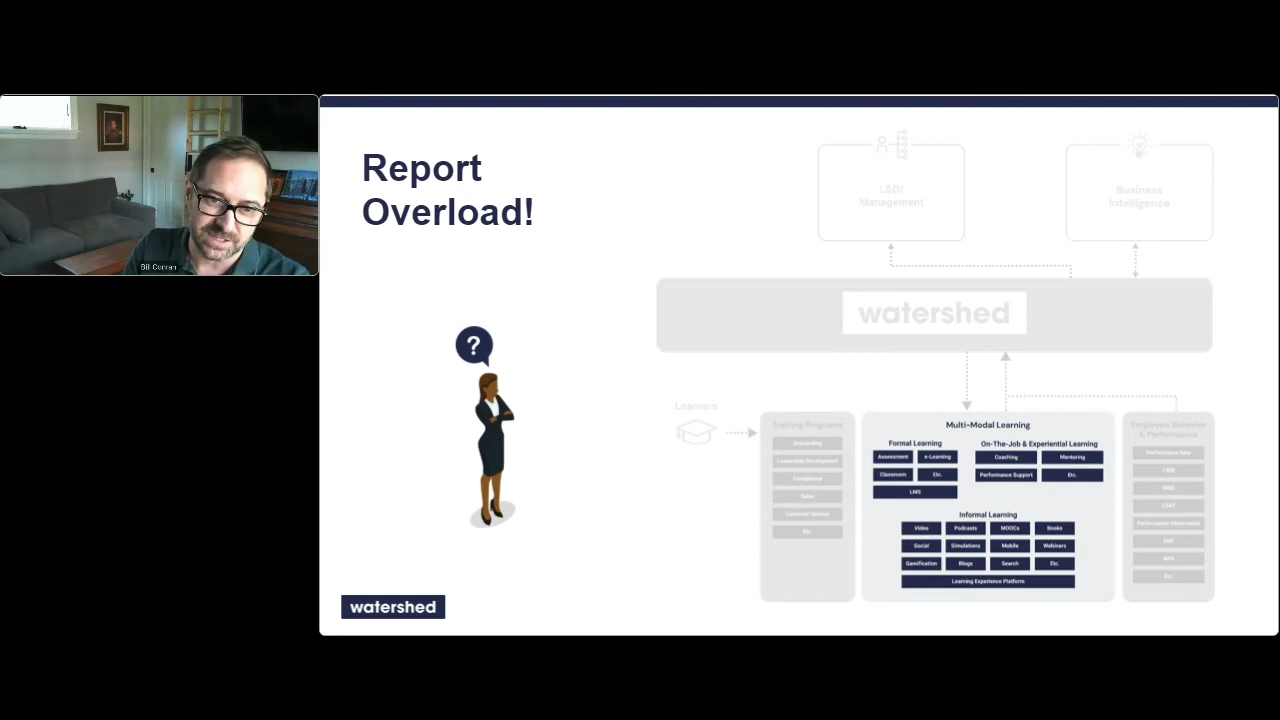 Bill Conran
Report
Overload!
?
watershed
L&D/
Management
Business
Intelligence
watershed
Learners
Training Programs
Onboarding
Leadership Development
Compliance
Sales
Customer Service
Etc.
Multi-Modal Learning
Formal Learning
Assessment
e-Learning
Classroom
Etc.
LMS
On-The-Job & Experiential Learning
Coaching
Mentoring
Performance Support
Etc.
Informal Learning
Video
Podcasts
MOOCs
Books
Social
Simulations
Mobile
Webinars
Gamification
Blogs
Search
Etc.
Learning Experience Platform
Employee Behavior
& Performance
Performance Data
CRM
CSAT
Performance Observation
ERP
NPS
Etc.